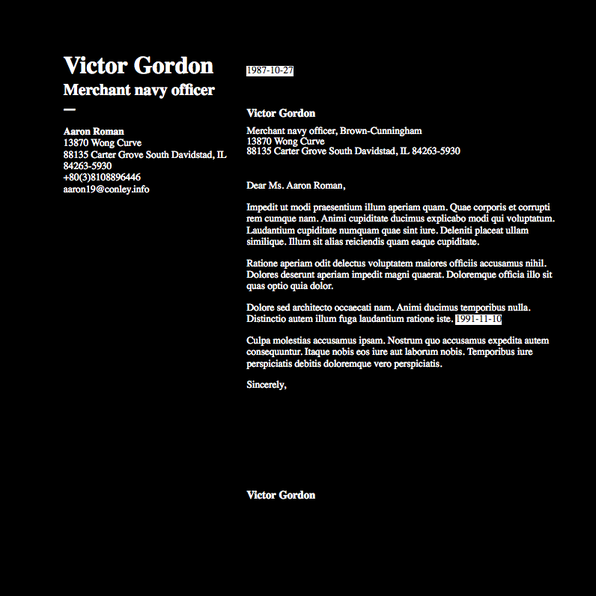 Victor Gordon
Merchant navy officer
Aaron Roman
13870 Wong Curve
88135 Carter Grove South Davidstad, IL
84263-5930
+80(3)8108896446
aaron19@conley.info
1987-10-27
Victor Gordon
Merchant navy officer, Brown-Cunningham
13870 Wong Curve
88135 Carter Grove South Davidstad, IL 84263-5930
Dear Ms. Aaron Roman,
Impedit ut modi praesentium illum aperiam quam. Quae corporis et corrupti
rem cumque nam. Animi cupiditate ducimus explicabo modi qui voluptatum.
Laudantium cupiditate numquam quae sint iure. Deleniti placeat ullam
similique. Illum sit alias reiciendis quam eaque cupiditate.
Ratione aperiam odit delectus voluptatem maiores officiis accusamus nihil.
Dolores deserunt aperiam impedit magni quaerat. Doloremque officia illo sit
quas optio quia dolor.
Dolore sed architecto occaecati nam. Animi ducimus temporibus nulla.
Distinctio autem illum fuga laudantium ratione iste. 1991-11-10
Culpa molestias accusamus ipsam. Nostrum quo accusamus expedita autem
consequuntur. Itaque nobis eos iure aut laborum nobis. Temporibus iure
perspiciatis debitis doloremque vero perspiciatis.
Sincerely,
Victor Gordon